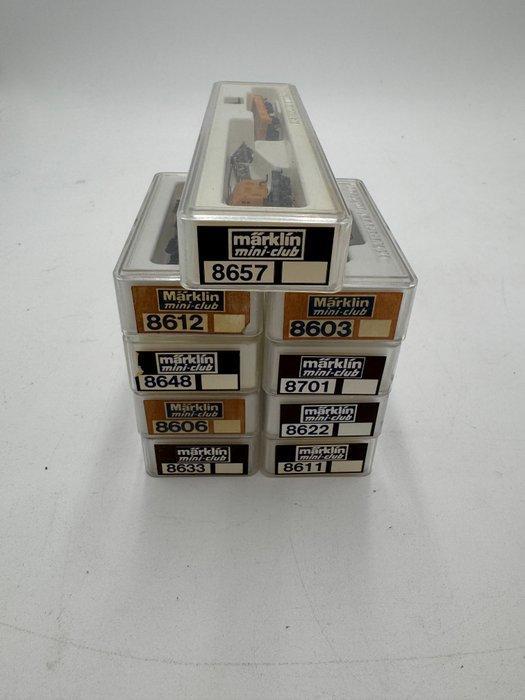 märklin
mini-club
8657
Märklin
mini-club
8612
Märklin
mini-club
8603
märklin
mini-club
8648
märklin
mini-club
8701
Märklin
mini-club
8606
märklin
mini-club
8622
märklin
mini-club
8633
märklin
mini-club
8611